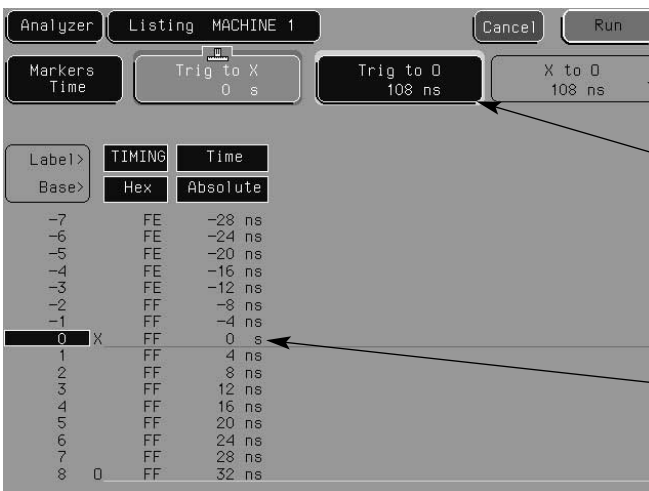 Analyzer Listing MACHINE 1 Cancel Run
Markers Time Trig to X 0 s Trig to O 108 ns X to O 108 ns
Label> TIMING Time
Base> Hex Absolute
-7 FE -28 ns
-6 FE -24 ns
-5 FE -20 ns
-4 FE -16 ns
-3 FE -12 ns
-2 FF -8 ns
-1 FF -4 ns
0 X FF 0 s
1 FF 4 ns
2 FF 8 ns
3 FF 12 ns
4 FF 16 ns
5 FF 20 ns
6 FF 24 ns
7 FF 28 ns
8 O FF 32 ns